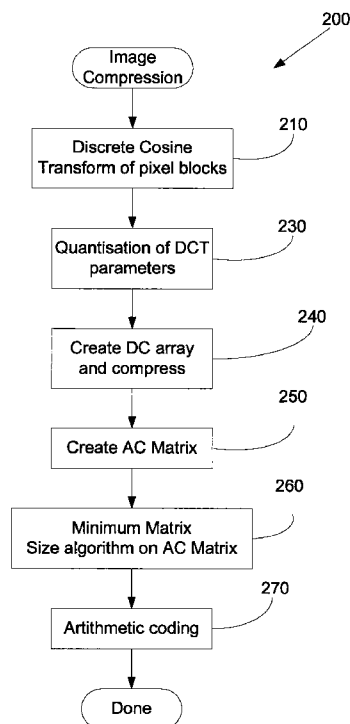 200
Image
Compression
210
Discrete Cosine
Transform of pixel blocks
230
Quantisation of DCT
parameters
240
Create DC array
and compress
250
Create AC Matrix
260
Minimum Matrix
Size algorithm on AC Matrix
270
Artithmetic coding
Done